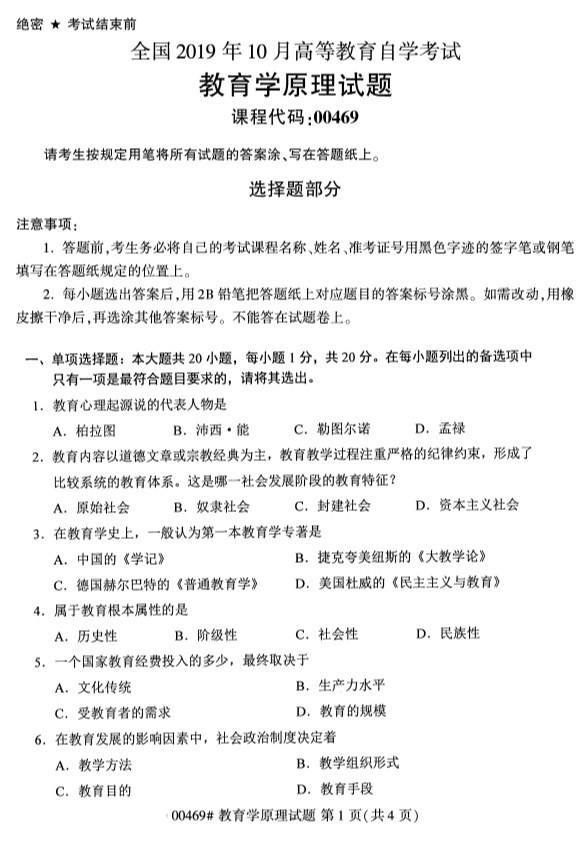 绝密 ★ 考试结束前
全国 2019 年 10 月高等教育自学考试
教育学原理试题
课程代码:00469
请考生按规定用笔将所有试题的答案涂、写在答题纸上。
选择题部分
注意事项:
1. 答题前,考生务必将自己的考试课程名称、姓名、准考证号用黑色字迹的签字笔或钢笔
填写在答题纸规定的位置上。
2. 每小题选出答案后,用 2B 铅笔把答题纸上对应题目的答案标号涂黑。如需改动,用橡
皮擦干净后,再选涂其他答案标号。不能答在试题卷上。
一、单项选择题：本大题共 20 小题，每小题 1 分，共 20 分。在每小题列出的备选项中
只有一项是最符合题目要求的，请将其选出。
1. 教育心理起源说的代表人物是
A. 柏拉图 B. 沛西·能 C. 勒图尔诺 D. 孟禄
2. 教育内容以道德文章或宗教经典为主，教育教学过程注重严格的纪律约束，形成了
比较系统的教育体系。这是哪一社会发展阶段的教育特征？
A. 原始社会 B. 奴隶社会 C. 封建社会 D. 资本主义社会
3. 在教育学史上，一般认为第一本教育学专著是
A. 中国的《学记》 B. 捷克夸美纽斯的《大教学论》
C. 德国赫尔巴特的《普通教育学》 D. 美国杜威的《民主主义与教育》
4. 属于教育根本属性的是
A. 历史性 B. 阶级性 C. 社会性 D. 民族性
5. 一个国家教育经费投入的多少，最终取决于
A. 文化传统 B. 生产力水平
C. 受教育者的需求 D. 教育的规模
6. 在教育发展的影响因素中，社会政治制度决定着
A. 教学方法 B. 教学组织形式
C. 教育目的 D. 教育手段
00469# 教育学原理试题 第 1 页(共 4 页)